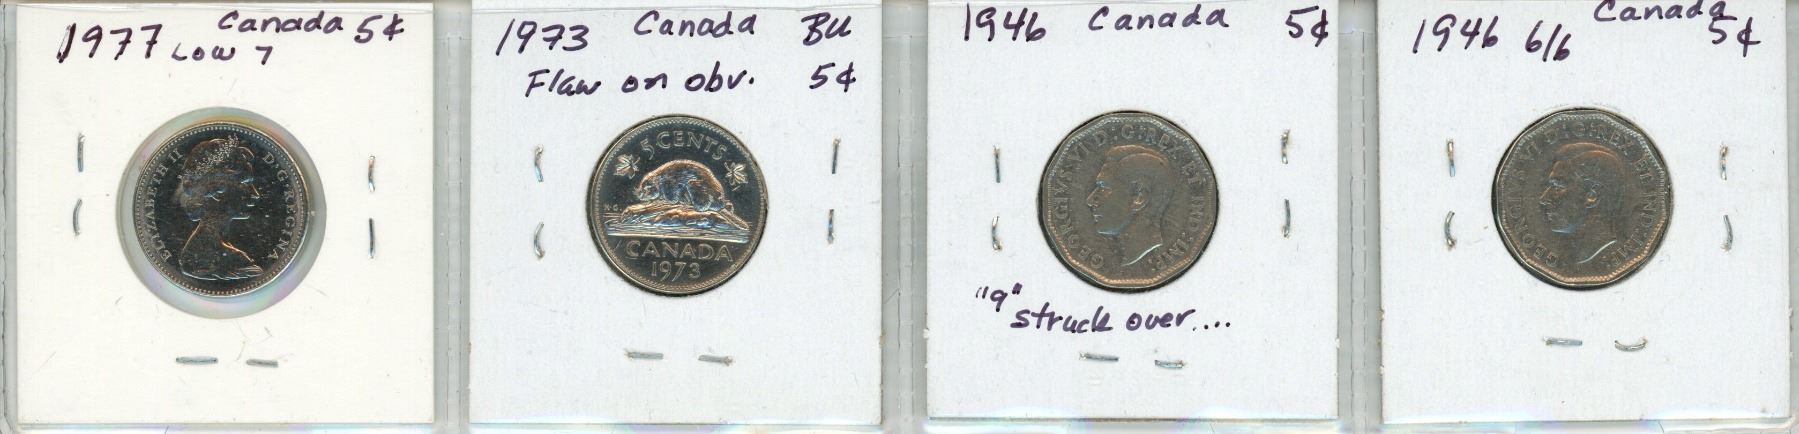 1977 Canada 5¢
Low 7
ELIZABETH II D·G·REGINA
1973 Canada BU
Flaw on obv. 5¢
5 CENTS
N·G
CANADA
1973
1946 Canada 5¢
GEORGIVS VI D:G:REX ET IND:IMP:
"9"
struck over....
1946 6/6 Canada
5¢
GEORGIVS VI D:G:REX ET IND:IMP: